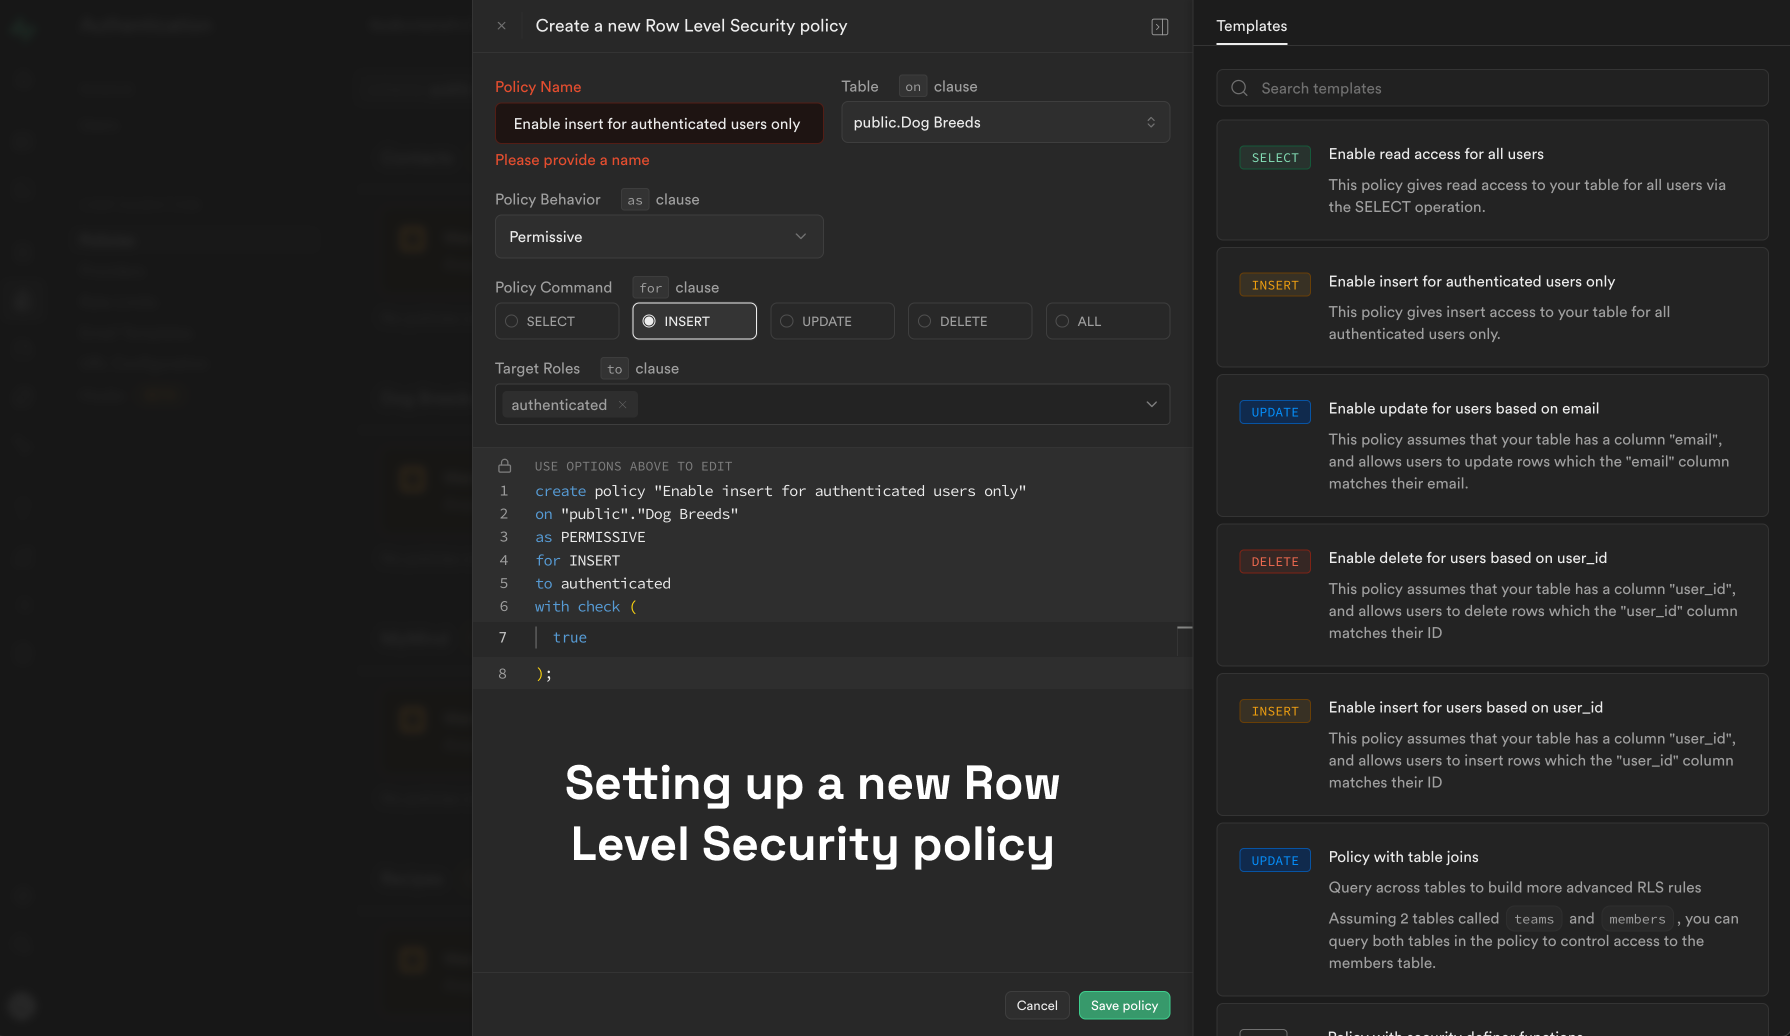 Create a new Row Level Security policy
Policy Name
Enable insert for authenticated users only
Please provide a name
Table on clause
public.Dog Breeds
Policy Behavior as clause
Permissive
Policy Command for clause
SELECT INSERT UPDATE DELETE ALL
Target Roles to clause
authenticated
USE OPTIONS ABOVE TO EDIT
1 create policy "Enable insert for authenticated users only"
2 on "public"."Dog Breeds"
3 as PERMISSIVE
4 for INSERT
5 to authenticated
6 with check (
7 true
8 );
Setting up a new Row
Level Security policy
Cancel Save policy
Templates
Search templates
SELECT Enable read access for all users
This policy gives read access to your table for all users via
the SELECT operation.
INSERT Enable insert for authenticated users only
This policy gives insert access to your table for all
authenticated users only.
UPDATE Enable update for users based on email
This policy assumes that your table has a column "email",
and allows users to update rows which the "email" column
matches their email.
DELETE Enable delete for users based on user_id
This policy assumes that your table has a column "user_id",
and allows users to delete rows which the "user_id" column
matches their ID
INSERT Enable insert for users based on user_id
This policy assumes that your table has a column "user_id",
and allows users to insert rows which the "user_id" column
matches their ID
UPDATE Policy with table joins
Query across tables to build more advanced RLS rules
Assuming 2 tables called teams and members, you can
query both tables in the policy to control access to the
members table.
Policy with security definer functions